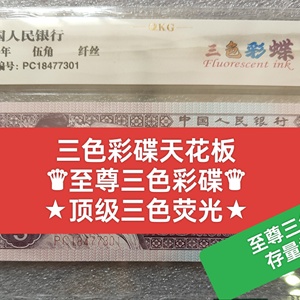 JKG
国人民银行
三色彩蝶
年 伍角 纤丝
Fluorescent ink
编号: PC18477301
中国人民银行
三色彩碟天花板
♛至尊三色彩碟♛
★顶级三色荧光★
PC18477301
至尊三
存量